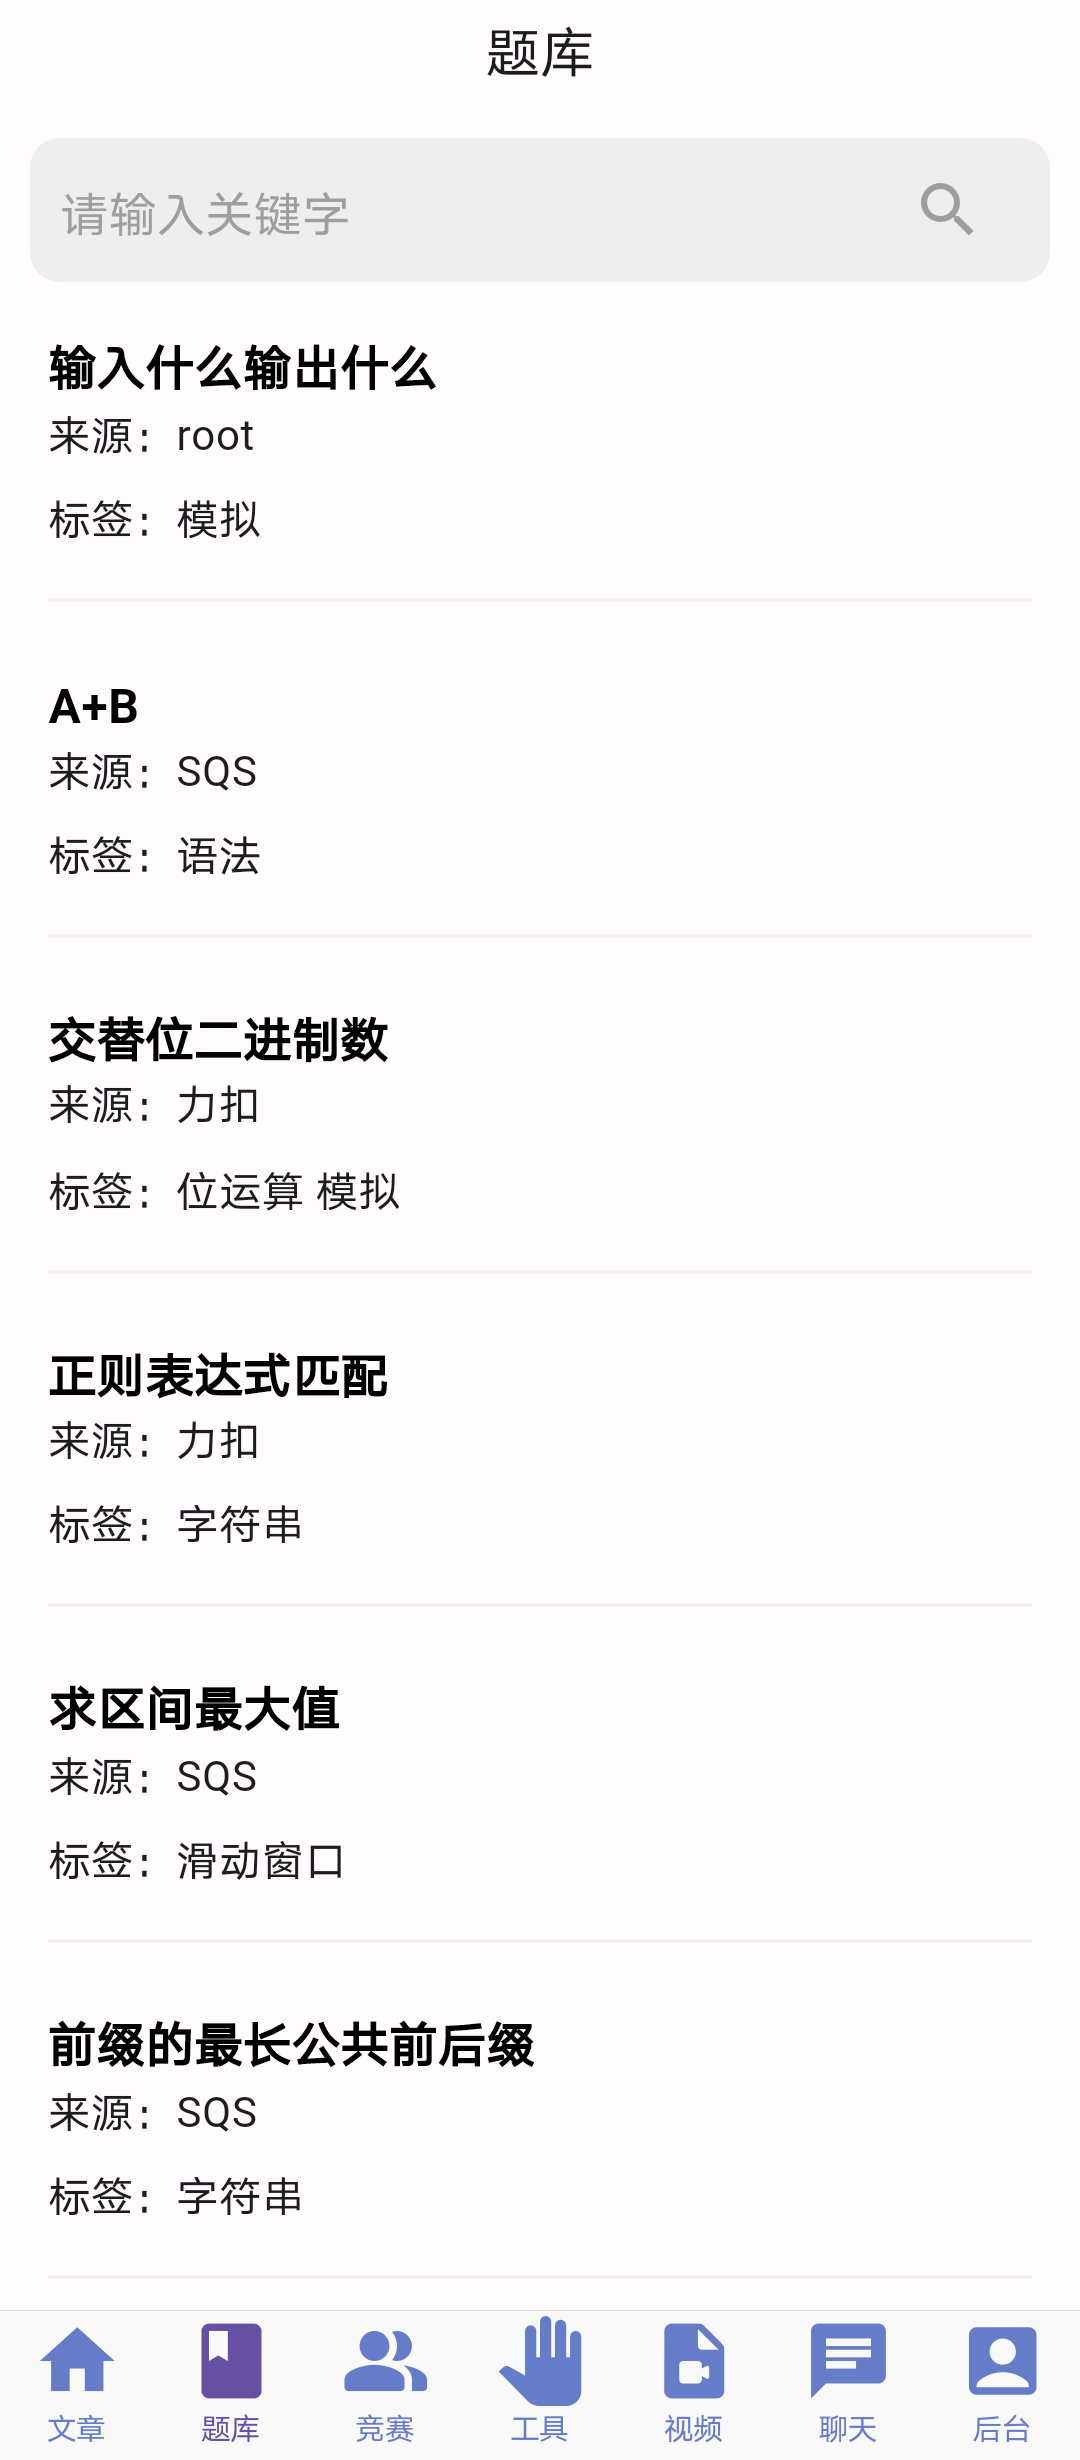 题库
请输入关键字
输入什么输出什么
来源: root
标签: 模拟
A+B
来源: SQS
标签: 语法
交替位二进制数
来源: 力扣
标签: 位运算 模拟
正则表达式匹配
来源: 力扣
标签: 字符串
求区间最大值
来源: SQS
标签: 滑动窗口
前缀的最长公共前后缀
来源: SQS
标签: 字符串
文章 题库 竞赛 工具 视频 聊天 后台